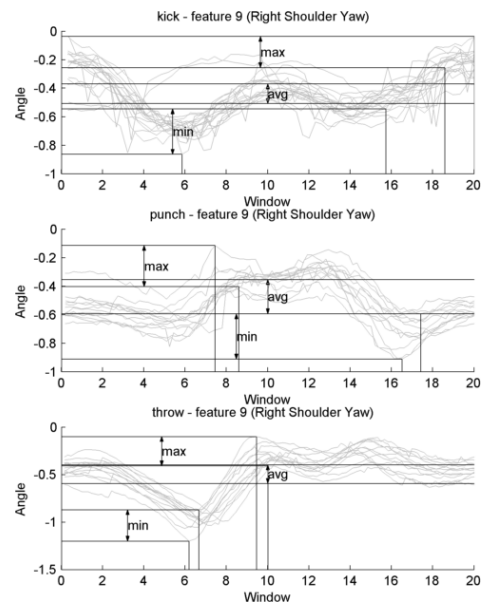 kick - feature 9 (Right Shoulder Yaw)
0
-0.2
-0.4
-0.6
-0.8
-1
Angle
max
avg
min
0 2 4 6 8 10 12 14 16 18 20
Window
punch - feature 9 (Right Shoulder Yaw)
0
-0.2
-0.4
-0.6
-0.8
-1
Angle
max
avg
min
0 2 4 6 8 10 12 14 16 18 20
Window
throw - feature 9 (Right Shoulder Yaw)
0
-0.5
-1
-1.5
Angle
max
avg
min
0 2 4 6 8 10 12 14 16 18 20
Window